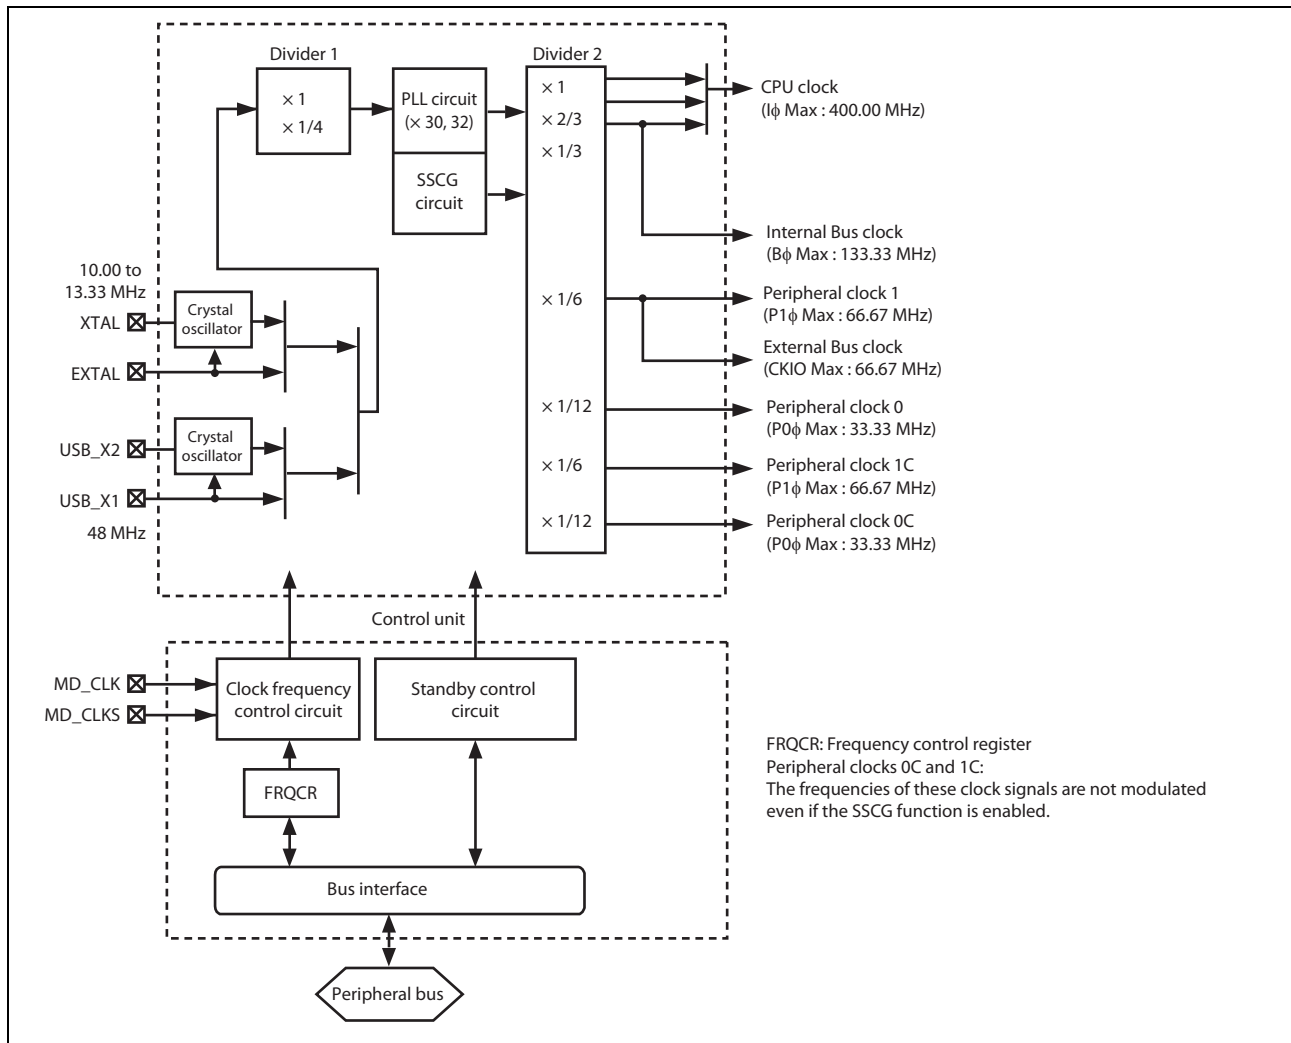 Divider 1
× 1
× 1/4
PLL circuit
(× 30, 32)
SSCG
circuit
Divider 2
× 1
× 2/3
× 1/3
× 1/6
× 1/12
× 1/6
× 1/12
CPU clock
(Iϕ Max : 400.00 MHz)
Internal Bus clock
(Bϕ Max : 133.33 MHz)
Peripheral clock 1
(P1ϕ Max : 66.67 MHz)
External Bus clock
(CKIO Max : 66.67 MHz)
Peripheral clock 0
(P0ϕ Max : 33.33 MHz)
Peripheral clock 1C
(P1ϕ Max : 66.67 MHz)
Peripheral clock 0C
(P0ϕ Max : 33.33 MHz)
10.00 to
13.33 MHz
XTAL
Crystal
oscillator
EXTAL
USB_X2
Crystal
oscillator
USB_X1
48 MHz
Control unit
MD_CLK
MD_CLKS
Clock frequency
control circuit
Standby control
circuit
FRQCR
Bus interface
Peripheral bus
FRQCR: Frequency control register
Peripheral clocks 0C and 1C:
The frequencies of these clock signals are not modulated
even if the SSCG function is enabled.